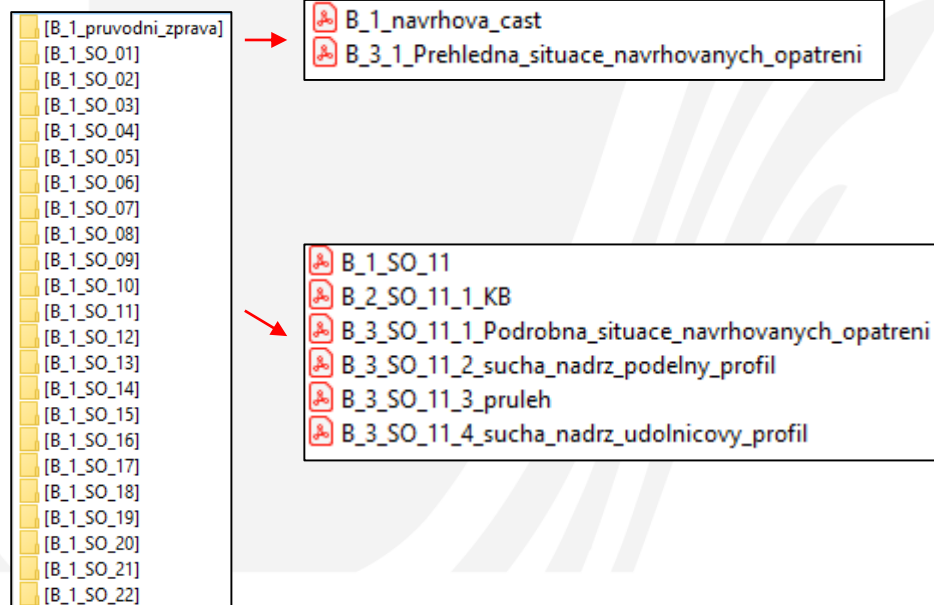 [B_1_pruvodni_zprava]
[B_1_SO_01]
[B_1_SO_02]
[B_1_SO_03]
[B_1_SO_04]
[B_1_SO_05]
[B_1_SO_06]
[B_1_SO_07]
[B_1_SO_08]
[B_1_SO_09]
[B_1_SO_10]
[B_1_SO_11]
[B_1_SO_12]
[B_1_SO_13]
[B_1_SO_14]
[B_1_SO_15]
[B_1_SO_16]
[B_1_SO_17]
[B_1_SO_18]
[B_1_SO_19]
[B_1_SO_20]
[B_1_SO_21]
[B_1_SO_22]
B_1_navrhova_cast
B_3_1_Prehledna_situace_navrhovanych_opatreni
B_1_SO_11
B_2_SO_11_1_KB
B_3_SO_11_1_Podrobna_situace_navrhovanych_opatreni
B_3_SO_11_2_sucha_nadrz_podelny_profil
B_3_SO_11_3_pruleh
B_3_SO_11_4_sucha_nadrz_udolnicovy_profil